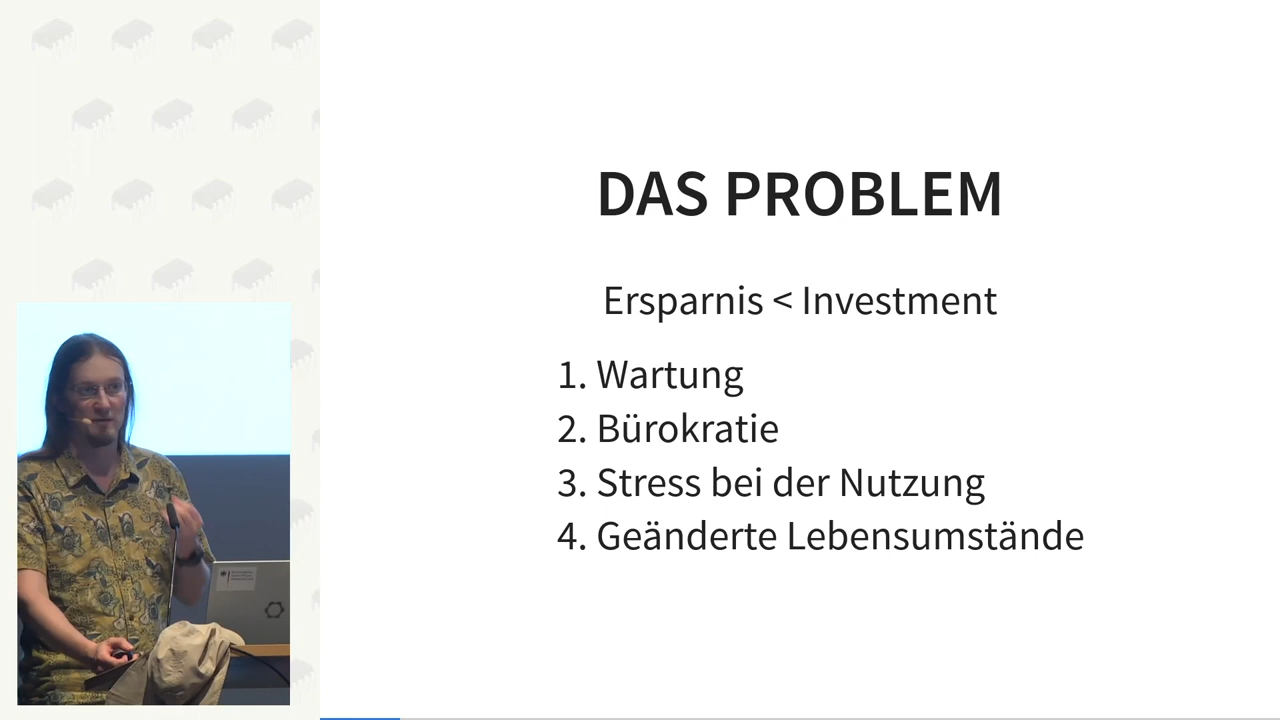 DAS PROBLEM
Ersparnis < Investment
1. Wartung
2. Bürokratie
3. Stress bei der Nutzung
4. Geänderte Lebensumstände